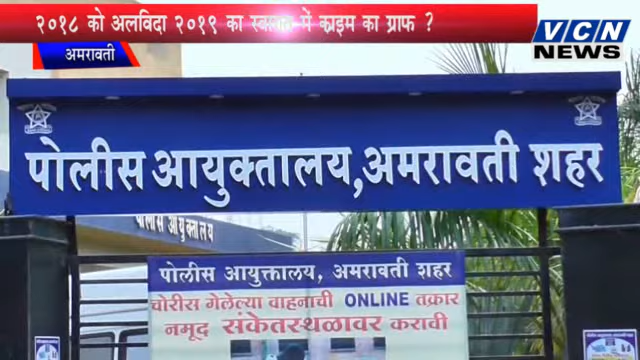 २०१८ को अलविदा २०१९ का स्वागत में क्राइम का ग्राफ ?
VCN
NEWS
अमरावती
पोलीस आयुक्तालय,अमरावती शहर
पोलीस आयुक्तालय
पोलीस आयुक्तालय, अमरावती शहर
चोरीस गेलेल्या वाहनाची ONLINE तक्रार
नमूद संकेतस्थळावर करावी